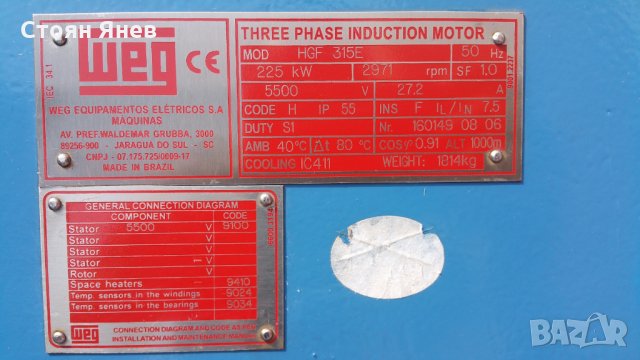 Стоян Янев
weg CE
IEC 34.1
WEG EQUIPAMENTOS ELÉTRICOS S.A
MÁQUINAS
AV. PREF. WALDEMAR GRUBBA, 3000
89256-900 - JARAGUA DO SUL - SC
CNPJ - 07.175.725/0009-17
MADE IN BRAZIL
THREE PHASE INDUCTION MOTOR
MOD HGF 315E 50 Hz
225 kW 2971 rpm SF 1.0
5500 V 27.2 A
CODE H IP 55 INS F IL/IN 7.5
DUTY S1 Nr. 160149 08 06
AMB 40°C Δt 80 °C COSφ 0.91 ALT 1000m
COOLING IC411 WEIGHT: 1814kg
GENERAL CONNECTION DIAGRAM
COMPONENT CODE
Stator 5500 V 9100
Stator V
Stator V
Stator V
Rotor V
Space heaters 9410
Temp. sensors in the windings 9024
Temp. sensors in the bearings 9034
weg
CONNECTION DIAGRAM AND CODE AS PER
INSTALLATION AND MAINTENANCE MANUAL
bazar.bg